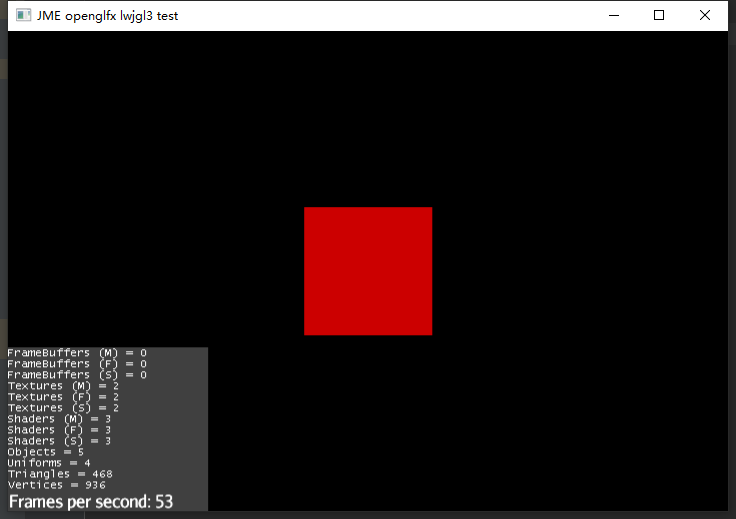 JME openglfx lwjgl3 test
FrameBuffers (M) = 0
FrameBuffers (F) = 0
FrameBuffers (S) = 0
Textures (M) = 2
Textures (F) = 2
Textures (S) = 2
Shaders (M) = 3
Shaders (F) = 3
Shaders (S) = 3
Objects = 5
Uniforms = 4
Triangles = 468
Vertices = 936
Frames per second: 53